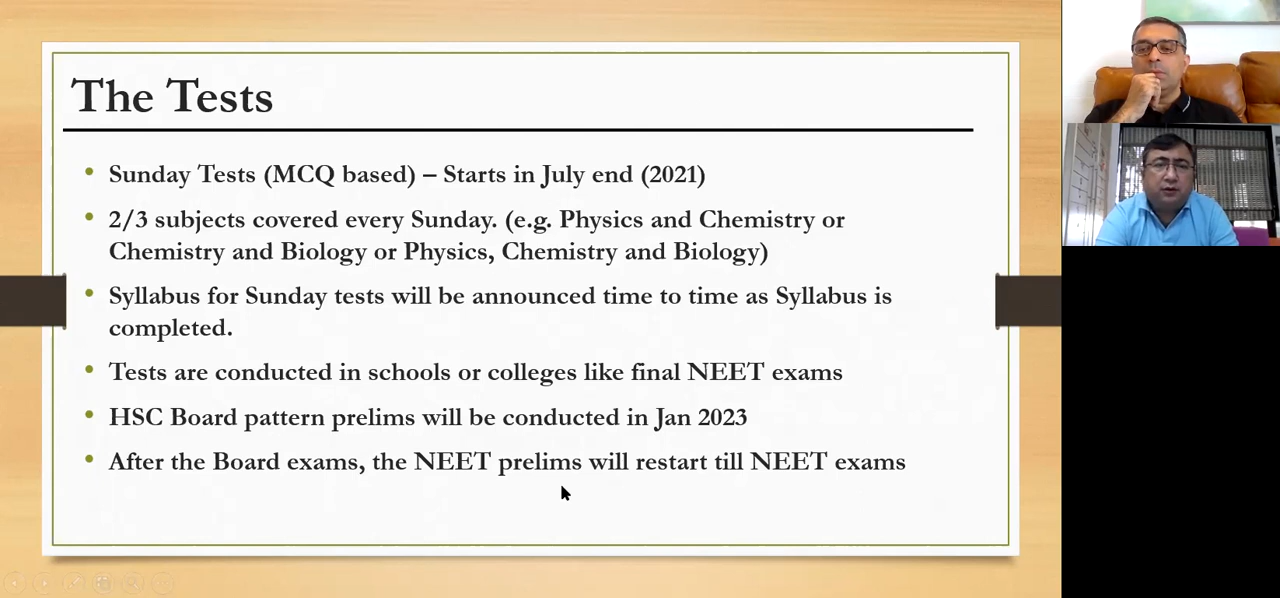 The Tests
Sunday Tests (MCQ based) – Starts in July end (2021)
2/3 subjects covered every Sunday. (e.g. Physics and Chemistry or
Chemistry and Biology or Physics, Chemistry and Biology)
Syllabus for Sunday tests will be announced time to time as Syllabus is
completed.
Tests are conducted in schools or colleges like final NEET exams
HSC Board pattern prelims will be conducted in Jan 2023
After the Board exams, the NEET prelims will restart till NEET exams